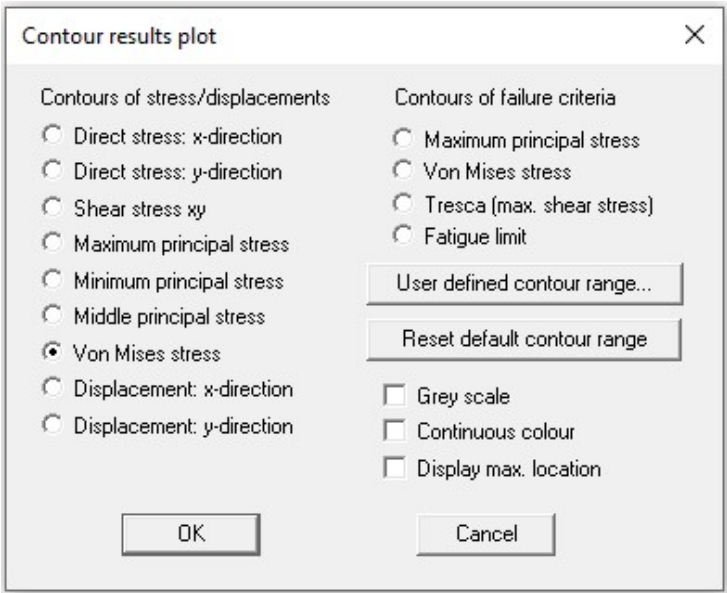 Contour results plot
Contours of stress/displacements
Direct stress: x-direction
Direct stress: y-direction
Shear stress xy
Maximum principal stress
Minimum principal stress
Middle principal stress
Von Mises stress
Displacement: x-direction
Displacement: y-direction
Contours of failure criteria
Maximum principal stress
Von Mises stress
Tresca (max. shear stress)
Fatigue limit
User defined contour range...
Reset default contour range
Grey scale
Continuous colour
Display max. location
OK
Cancel